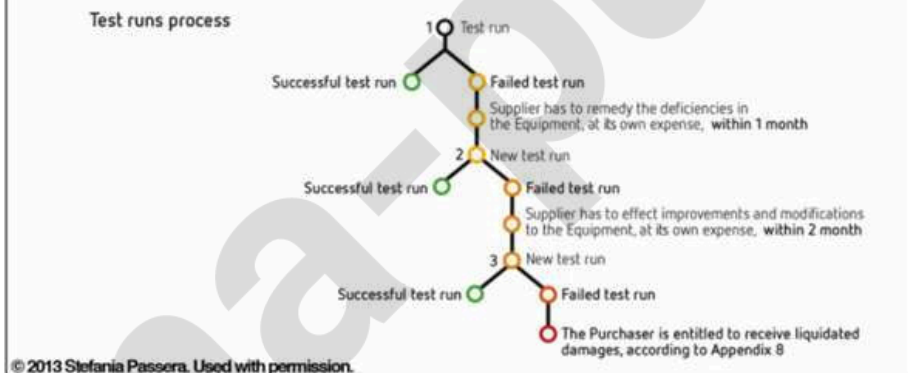 Test runs process
1 Test run
Successful test run
Failed test run
Supplier has to remedy the deficiencies in
the Equipment, at its own expense, within 1 month
2 New test run
Successful test run
Failed test run
Supplier has to effect improvements and modifications
to the Equipment, at its own expense, within 2 month
3 New test run
Successful test run
Failed test run
The Purchaser is entitled to receive liquidated
damages, according to Appendix 8
© 2013 Stefania Passera. Used with permission.